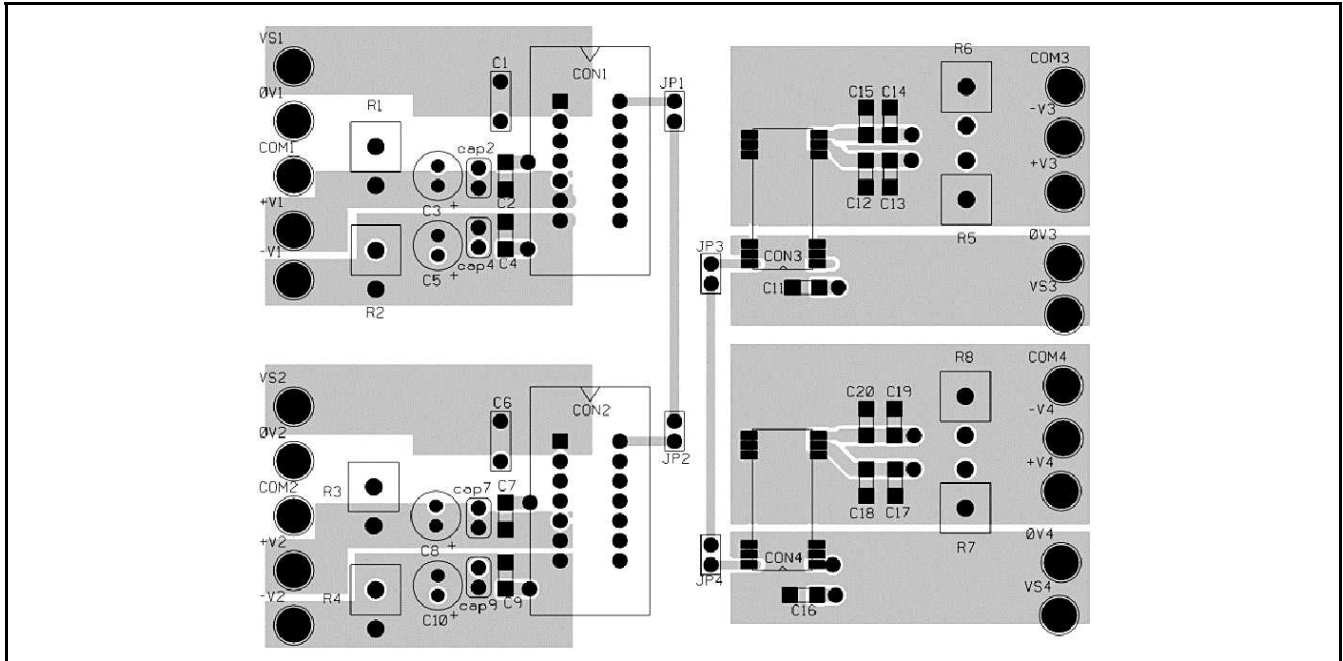 VS1
ØV1
COM1
+V1
-V1
R1
R2
C1
CON1
cap2
C2
C3 +
C5 +
cap4
C4
JP1
VS2
ØV2
COM2
+V2
-V2
R3
R4
C6
CON2
cap7
C7
C8 +
C10 +
cap9
C9
JP2
R6
COM3
-V3
+V3
C15 C14
C12 C13
R5
ØV3
VS3
JP3
CON3
C11
R8
COM4
-V4
+V4
C20 C19
C18 C17
R7
ØV4
VS4
JP4
CON4
C16